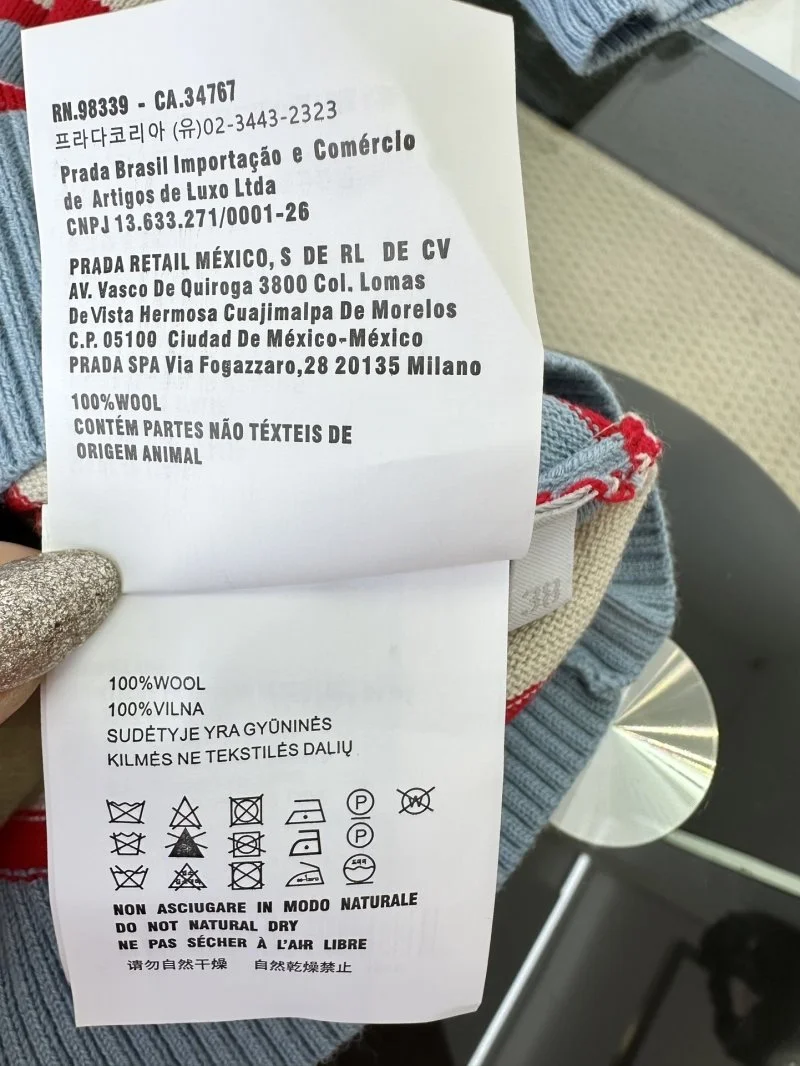 RN.98339 - CA.34767
프라다코리아 (유)02-3443-2323
Prada Brasil Importação e Comércio
de Artigos de Luxo Ltda
CNPJ 13.633.271/0001-26
PRADA RETAIL MÉXICO, S DE RL DE CV
AV. Vasco De Quiroga 3800 Col. Lomas
De Vista Hermosa Cuajimalpa De Morelos
C.P. 05100 Ciudad De México-México
PRADA SPA Via Fogazzaro,28 20135 Milano
100%WOOL
CONTÉM PARTES NÃO TÉXTEIS DE
ORIGEM ANIMAL
38
100%WOOL
100%VILNA
SUDĖTYJE YRA GYŪNINĖS
KILMĖS NE TEKSTILĖS DALIŲ
P W
P
NON ASCIUGARE IN MODO NATURALE
DO NOT NATURAL DRY
NE PAS SÉCHER À L'AIR LIBRE
请勿自然干燥 自然乾燥禁止